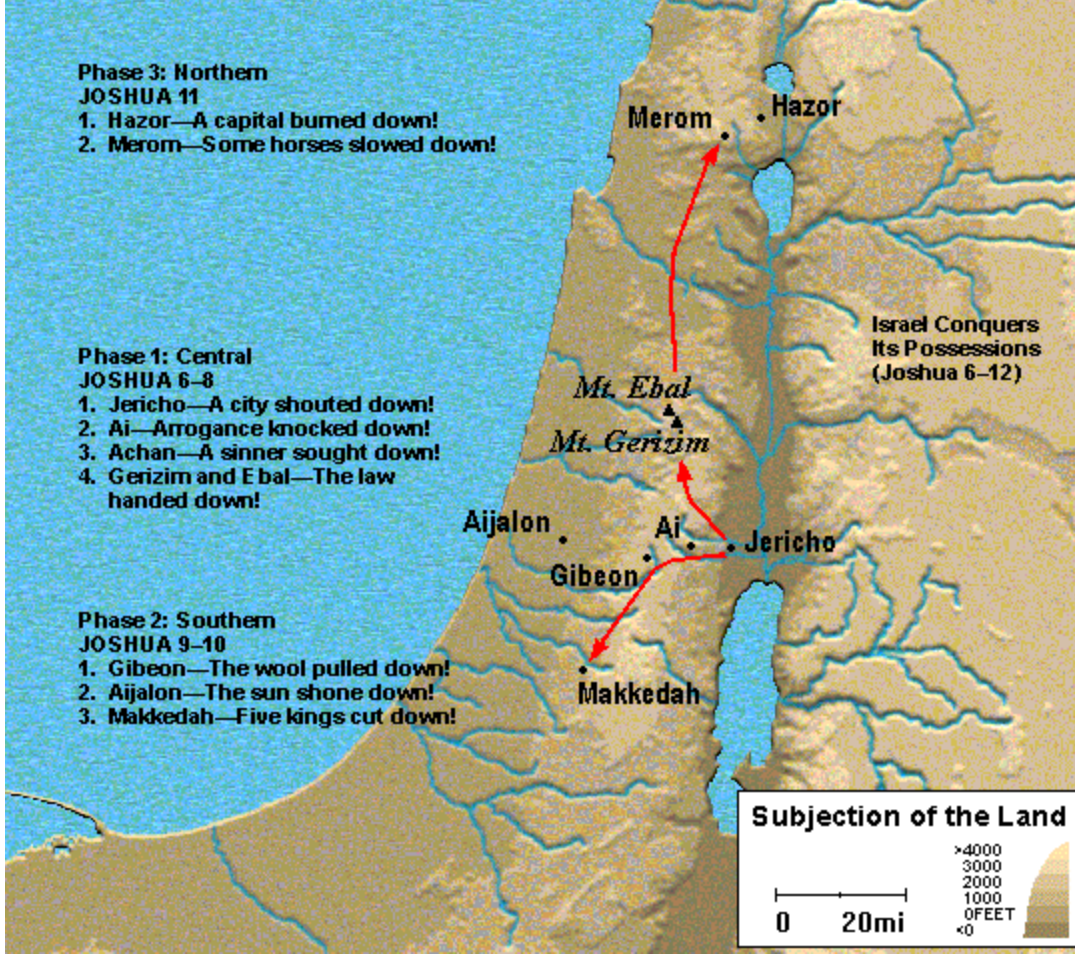 Phase 3: Northern
JOSHUA 11
1. Hazor—A capital burned down!
2. Merom—Some horses slowed down!
Merom
Hazor
Israel Conquers
Its Possessions
(Joshua 6–12)
Phase 1: Central
JOSHUA 6–8
1. Jericho—A city shouted down!
2. Ai—Arrogance knocked down!
3. Achan—A sinner sought down!
4. Gerizim and Ebal—The law
handed down!
Mt. Ebal
Mt. Gerizim
Aijalon
Ai
Jericho
Gibeon
Phase 2: Southern
JOSHUA 9–10
1. Gibeon—The wool pulled down!
2. Aijalon—The sun shone down!
3. Makkedah—Five kings cut down!
Makkedah
Subjection of the Land
>4000
3000
2000
1000
0FEET
<0
0 20mi